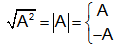 √A² = |A| = { A
−A